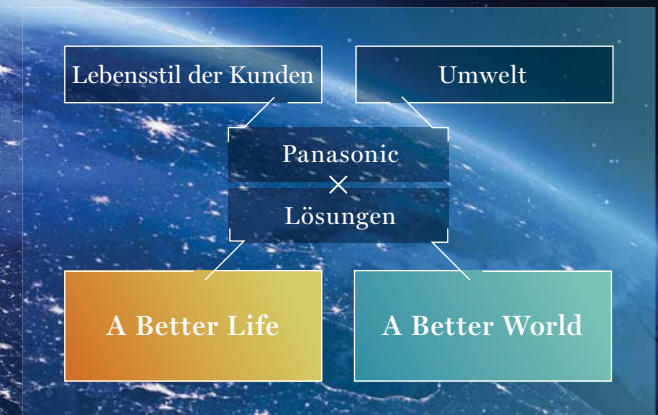 Lebensstil der Kunden
Umwelt
Panasonic
×
Lösungen
A Better Life
A Better World